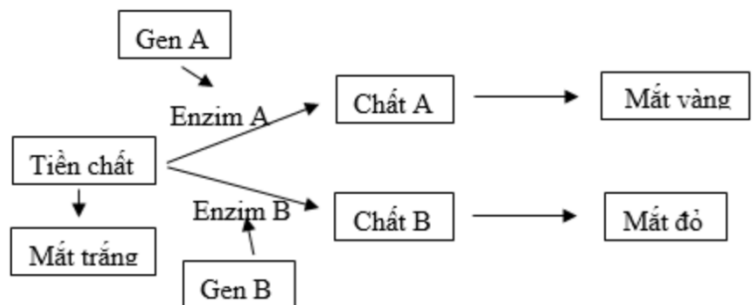 Gen A
Enzim A
Chất A
Mắt vàng
Tiền chất
Enzim B
Chất B
Mắt đỏ
Mắt trắng
Gen B